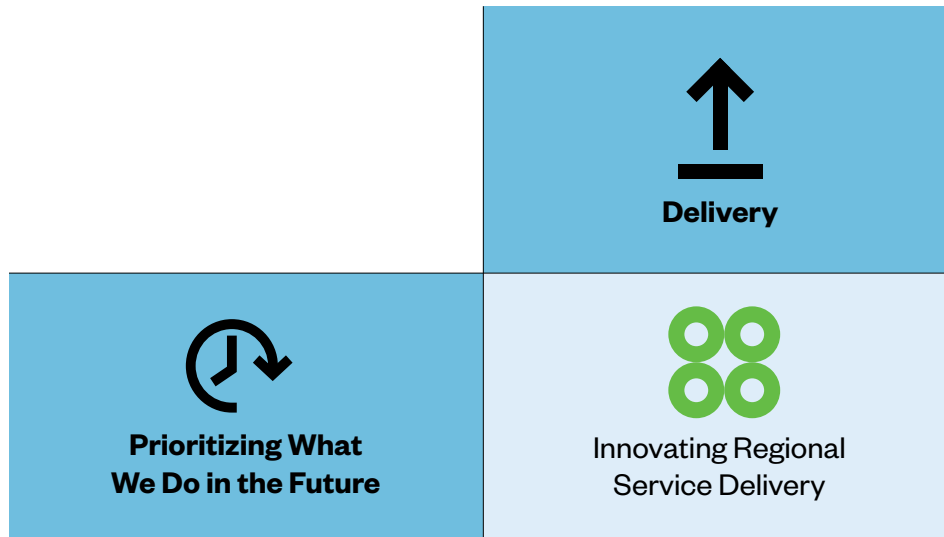 Delivery
Prioritizing What
We Do in the Future
Innovating Regional
Service Delivery